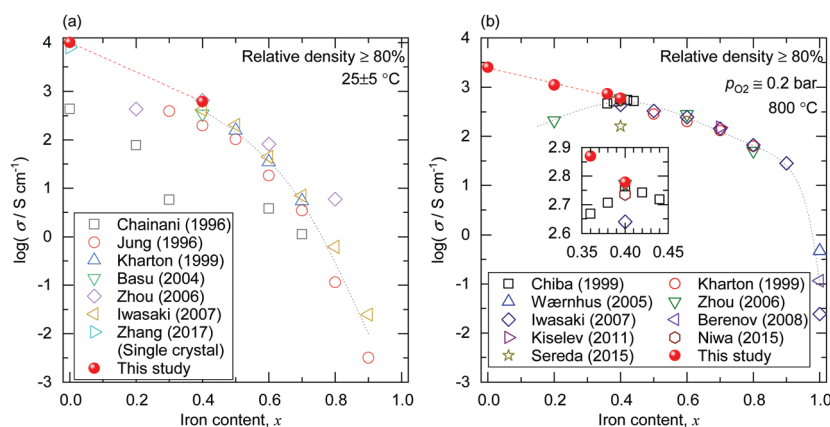 (a)
Relative density ≥ 80%
25±5 °C
log( σ / S cm⁻¹)
4
3
2
1
0
-1
-2
-3
Chainani (1996)
Jung (1996)
Kharton (1999)
Basu (2004)
Zhou (2006)
Iwasaki (2007)
Zhang (2017)
(Single crystal)
This study
0.0 0.2 0.4 0.6 0.8 1.0
Iron content, x
(b)
Relative density ≥ 80%
pO2 ≅ 0.2 bar
800 °C
log( σ / S cm⁻¹)
5
4
3
2
1
0
-1
-2
-3
2.9
2.8
2.7
2.6
0.35 0.40 0.45
Chiba (1999) Kharton (1999)
Wærnhus (2005) Zhou (2006)
Iwasaki (2007) Berenov (2008)
Kiselev (2011) Niwa (2015)
Sereda (2015) This study
0.0 0.2 0.4 0.6 0.8 1.0
Iron content, x